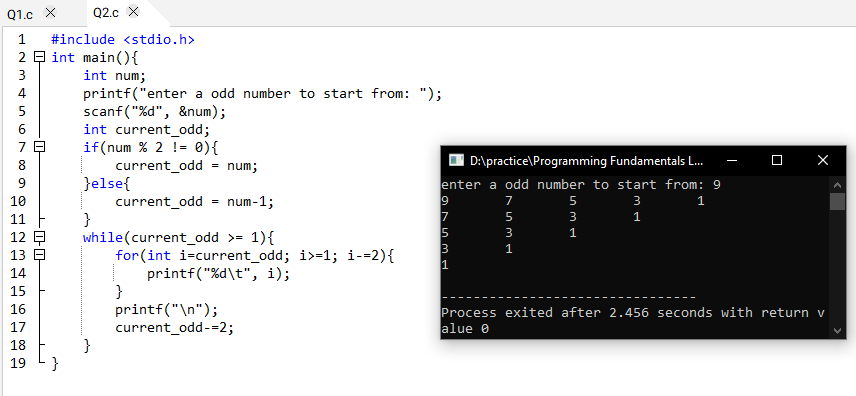 Q1.c Q2.c
1 #include <stdio.h>
2 int main(){
3 int num;
4 printf("enter a odd number to start from: ");
5 scanf("%d", &num);
6 int current_odd;
7 if(num % 2 != 0){
8 current_odd = num;
9 }else{
10 current_odd = num-1;
11 }
12 while(current_odd >= 1){
13 for(int i=current_odd; i>=1; i-=2){
14 printf("%d\t", i);
15 }
16 printf("\n");
17 current_odd-=2;
18 }
19 }
D:\practice\Programming Fundamentals L...
enter a odd number to start from: 9
9 7 5 3 1
7 5 3 1
5 3 1
3 1
1
--------------------------------
Process exited after 2.456 seconds with return v
alue 0